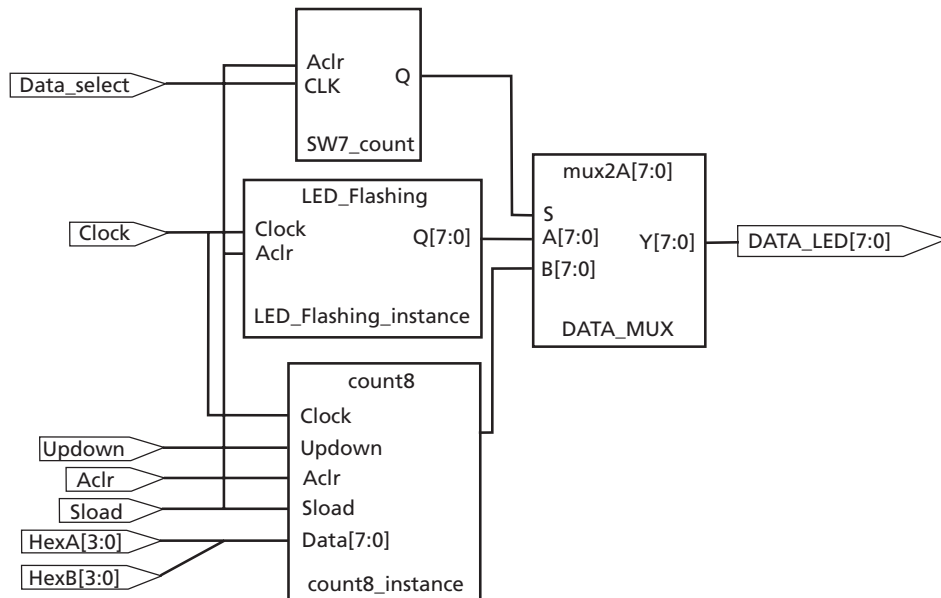 Data_select
Aclr
CLK
Q
SW7_count
Clock
LED_Flashing
Clock
Aclr
Q[7:0]
LED_Flashing_instance
mux2A[7:0]
S
A[7:0]
B[7:0]
Y[7:0]
DATA_MUX
DATA_LED[7:0]
count8
Clock
Updown
Aclr
Sload
Data[7:0]
count8_instance
Updown
Aclr
Sload
HexA[3:0]
HexB[3:0]